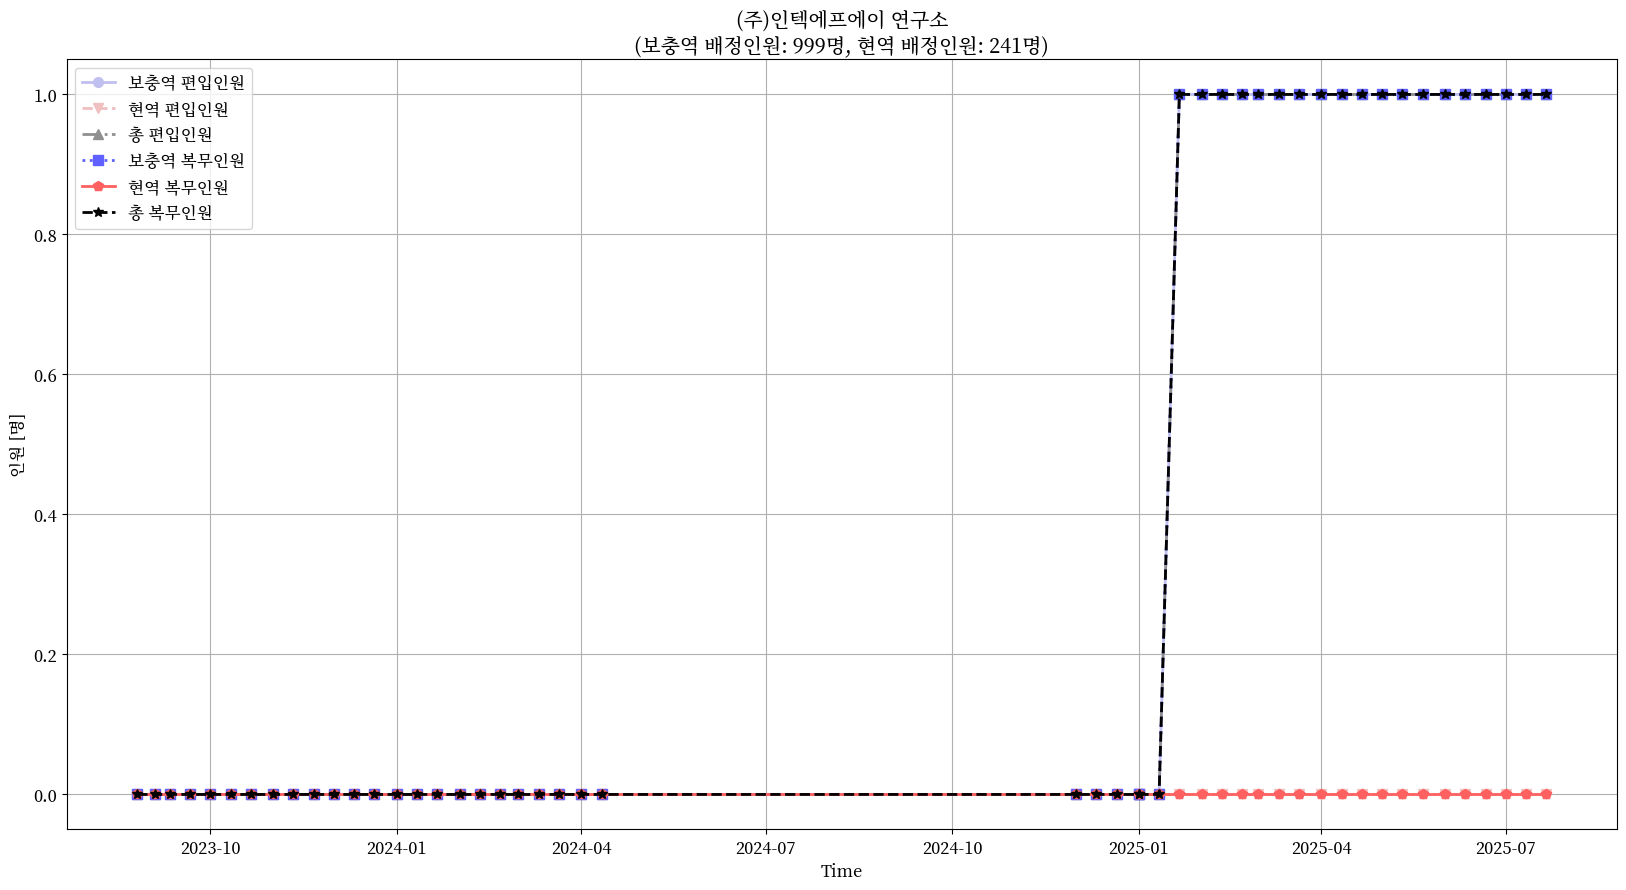 (주)인텍에프에이 연구소
(보충역 배정인원: 999명, 현역 배정인원: 241명)
보충역 편입인원
현역 편입인원
총 편입인원
보충역 복무인원
현역 복무인원
총 복무인원
1.0
0.8
0.6
0.4
0.2
0.0
인원 [명]
2023-10
2024-01
2024-04
2024-07
2024-10
2025-01
2025-04
2025-07
Time